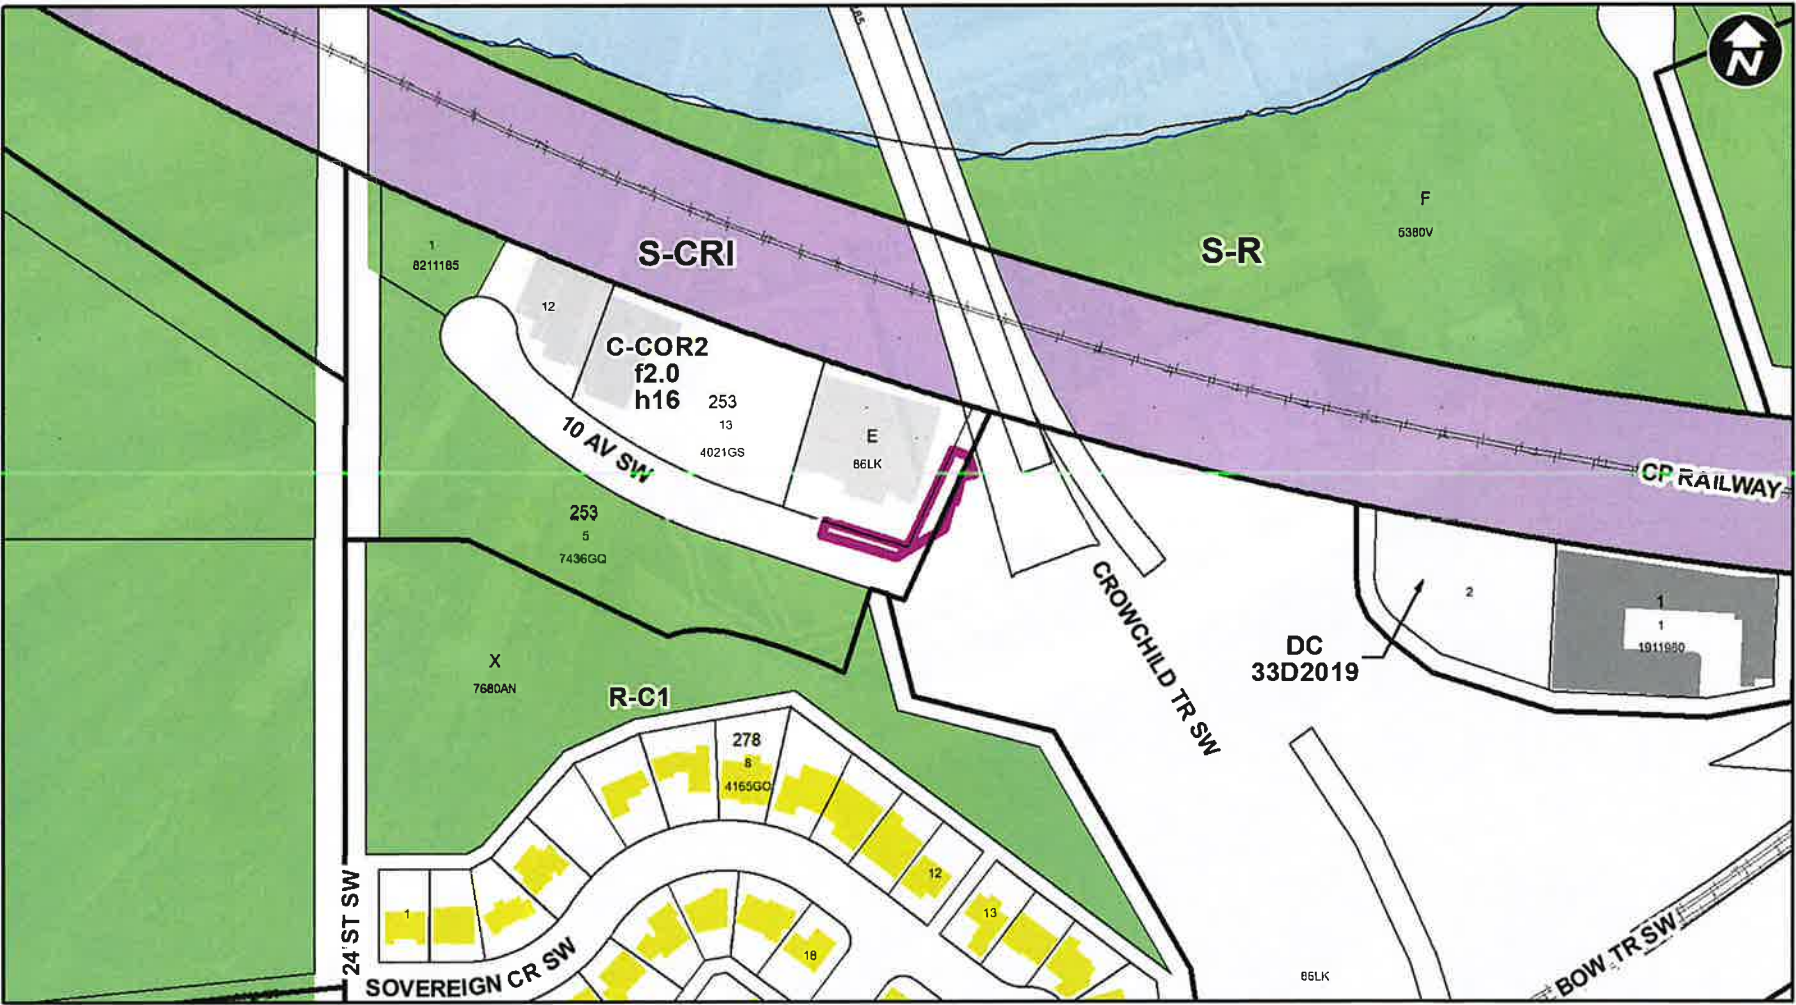 N
F
5380V
S-CRI
S-R
1
8211185
12
C-COR2
f2.0
h16
253
13
4021GS
E
86LK
10 AV SW
CP RAILWAY
253
5
7436GQ
CROWCHILD TR SW
2
1
1
1911960
DC
33D2019
X
7680AN
R-C1
278
8
4165GQ
12
1
13
18
24 ST SW
SOVEREIGN CR SW
86LK
BOW TR SW